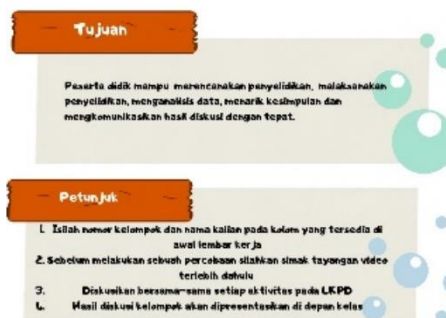 Tujuan
Peserta didik mampu merencanakan penyelidikan, melaksanakan
penyelidikan, menganalisis data, menarik kesimpulan dan
mengkomunikasikan hasil diskusi dengan tepat.
Petunjuk
1. Isilah nomor kelompok dan nama kalian pada kolom yang tersedia di
awal lembar kerja
2. Sebelum melakukan sebuah percobaan silahkan simak tayangan video
terlebih dahulu
3. Diskusikan bersama-sama setiap aktivitas pada LKPD
4. Hasil diskusi kelompok akan dipresentasikan di depan kelas